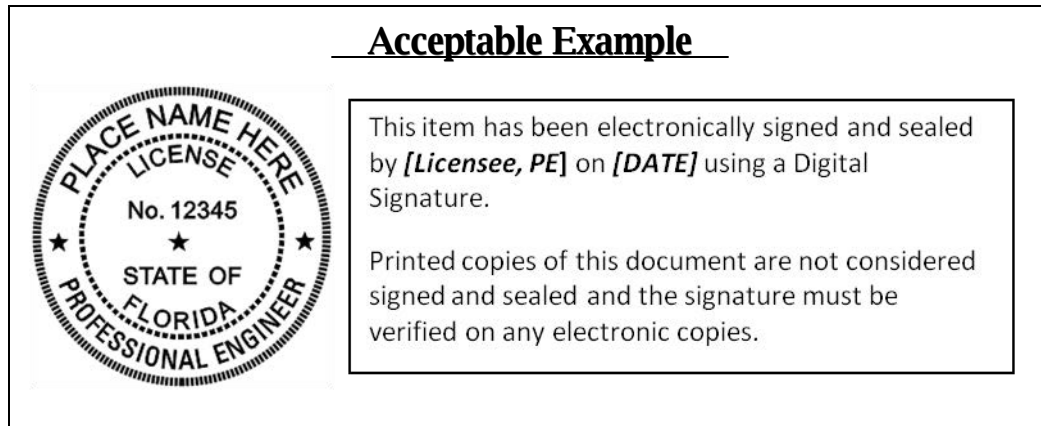 Acceptable Example
PLACE NAME HERE
LICENSE
No. 12345
STATE OF
FLORIDA
PROFESSIONAL ENGINEER
This item has been electronically signed and sealed
by [Licensee, PE] on [DATE] using a Digital
Signature.
Printed copies of this document are not considered
signed and sealed and the signature must be
verified on any electronic copies.